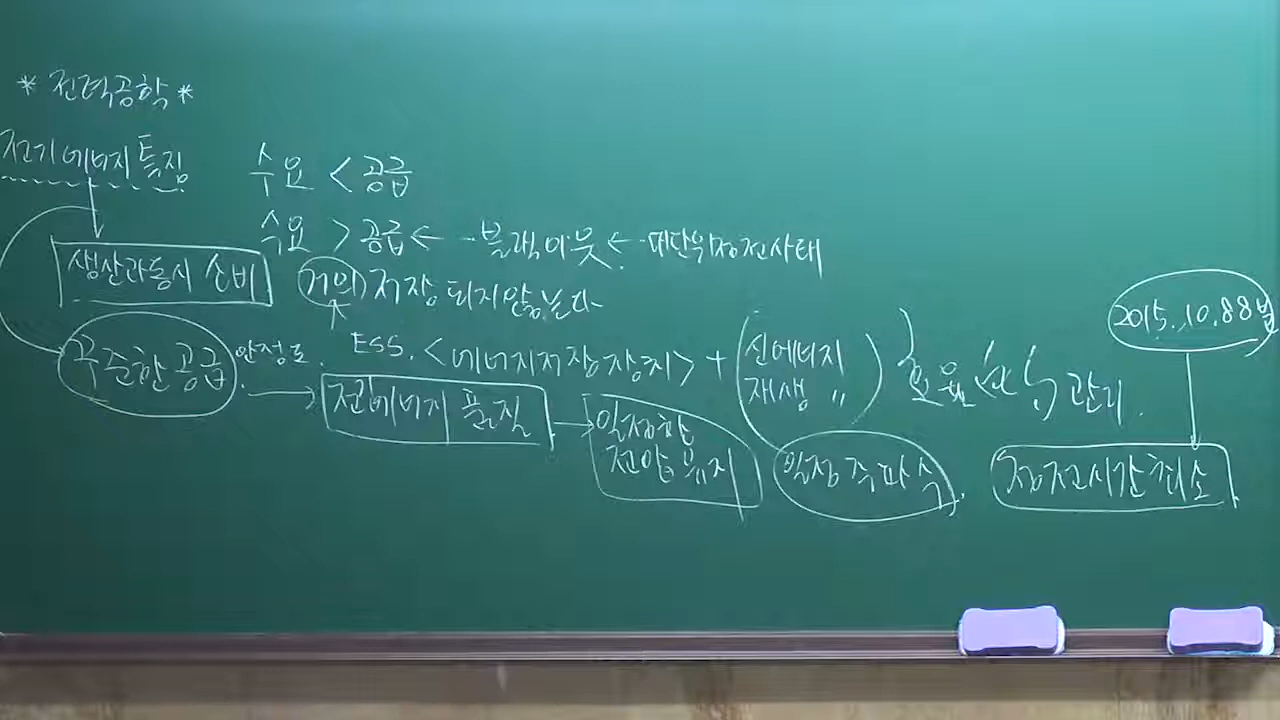 * 전력공학 *
전기에너지 특징
수요 < 공급
수요 > 공급 ← 블랙아웃. ← 대단위정전사태
생산과 동시 소비
거의) 저장 되지 않는다
2015. 10.88분
꾸준한 공급 안정도.
ESS. <에너지저장장치> + (신에너지
재생 〃) 효율적 관리.
전기에너지 품질
일정한
전압유지
일정 주파수.
정전시간 최소